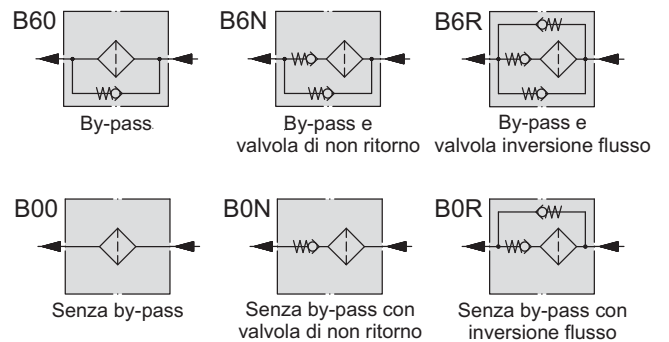 B60
B6N
B6R
By-pass
By-pass e
valvola di non ritorno
By-pass e
valvola inversione flusso
B00
B0N
B0R
Senza by-pass
Senza by-pass con
valvola di non ritorno
Senza by-pass con
inversione flusso